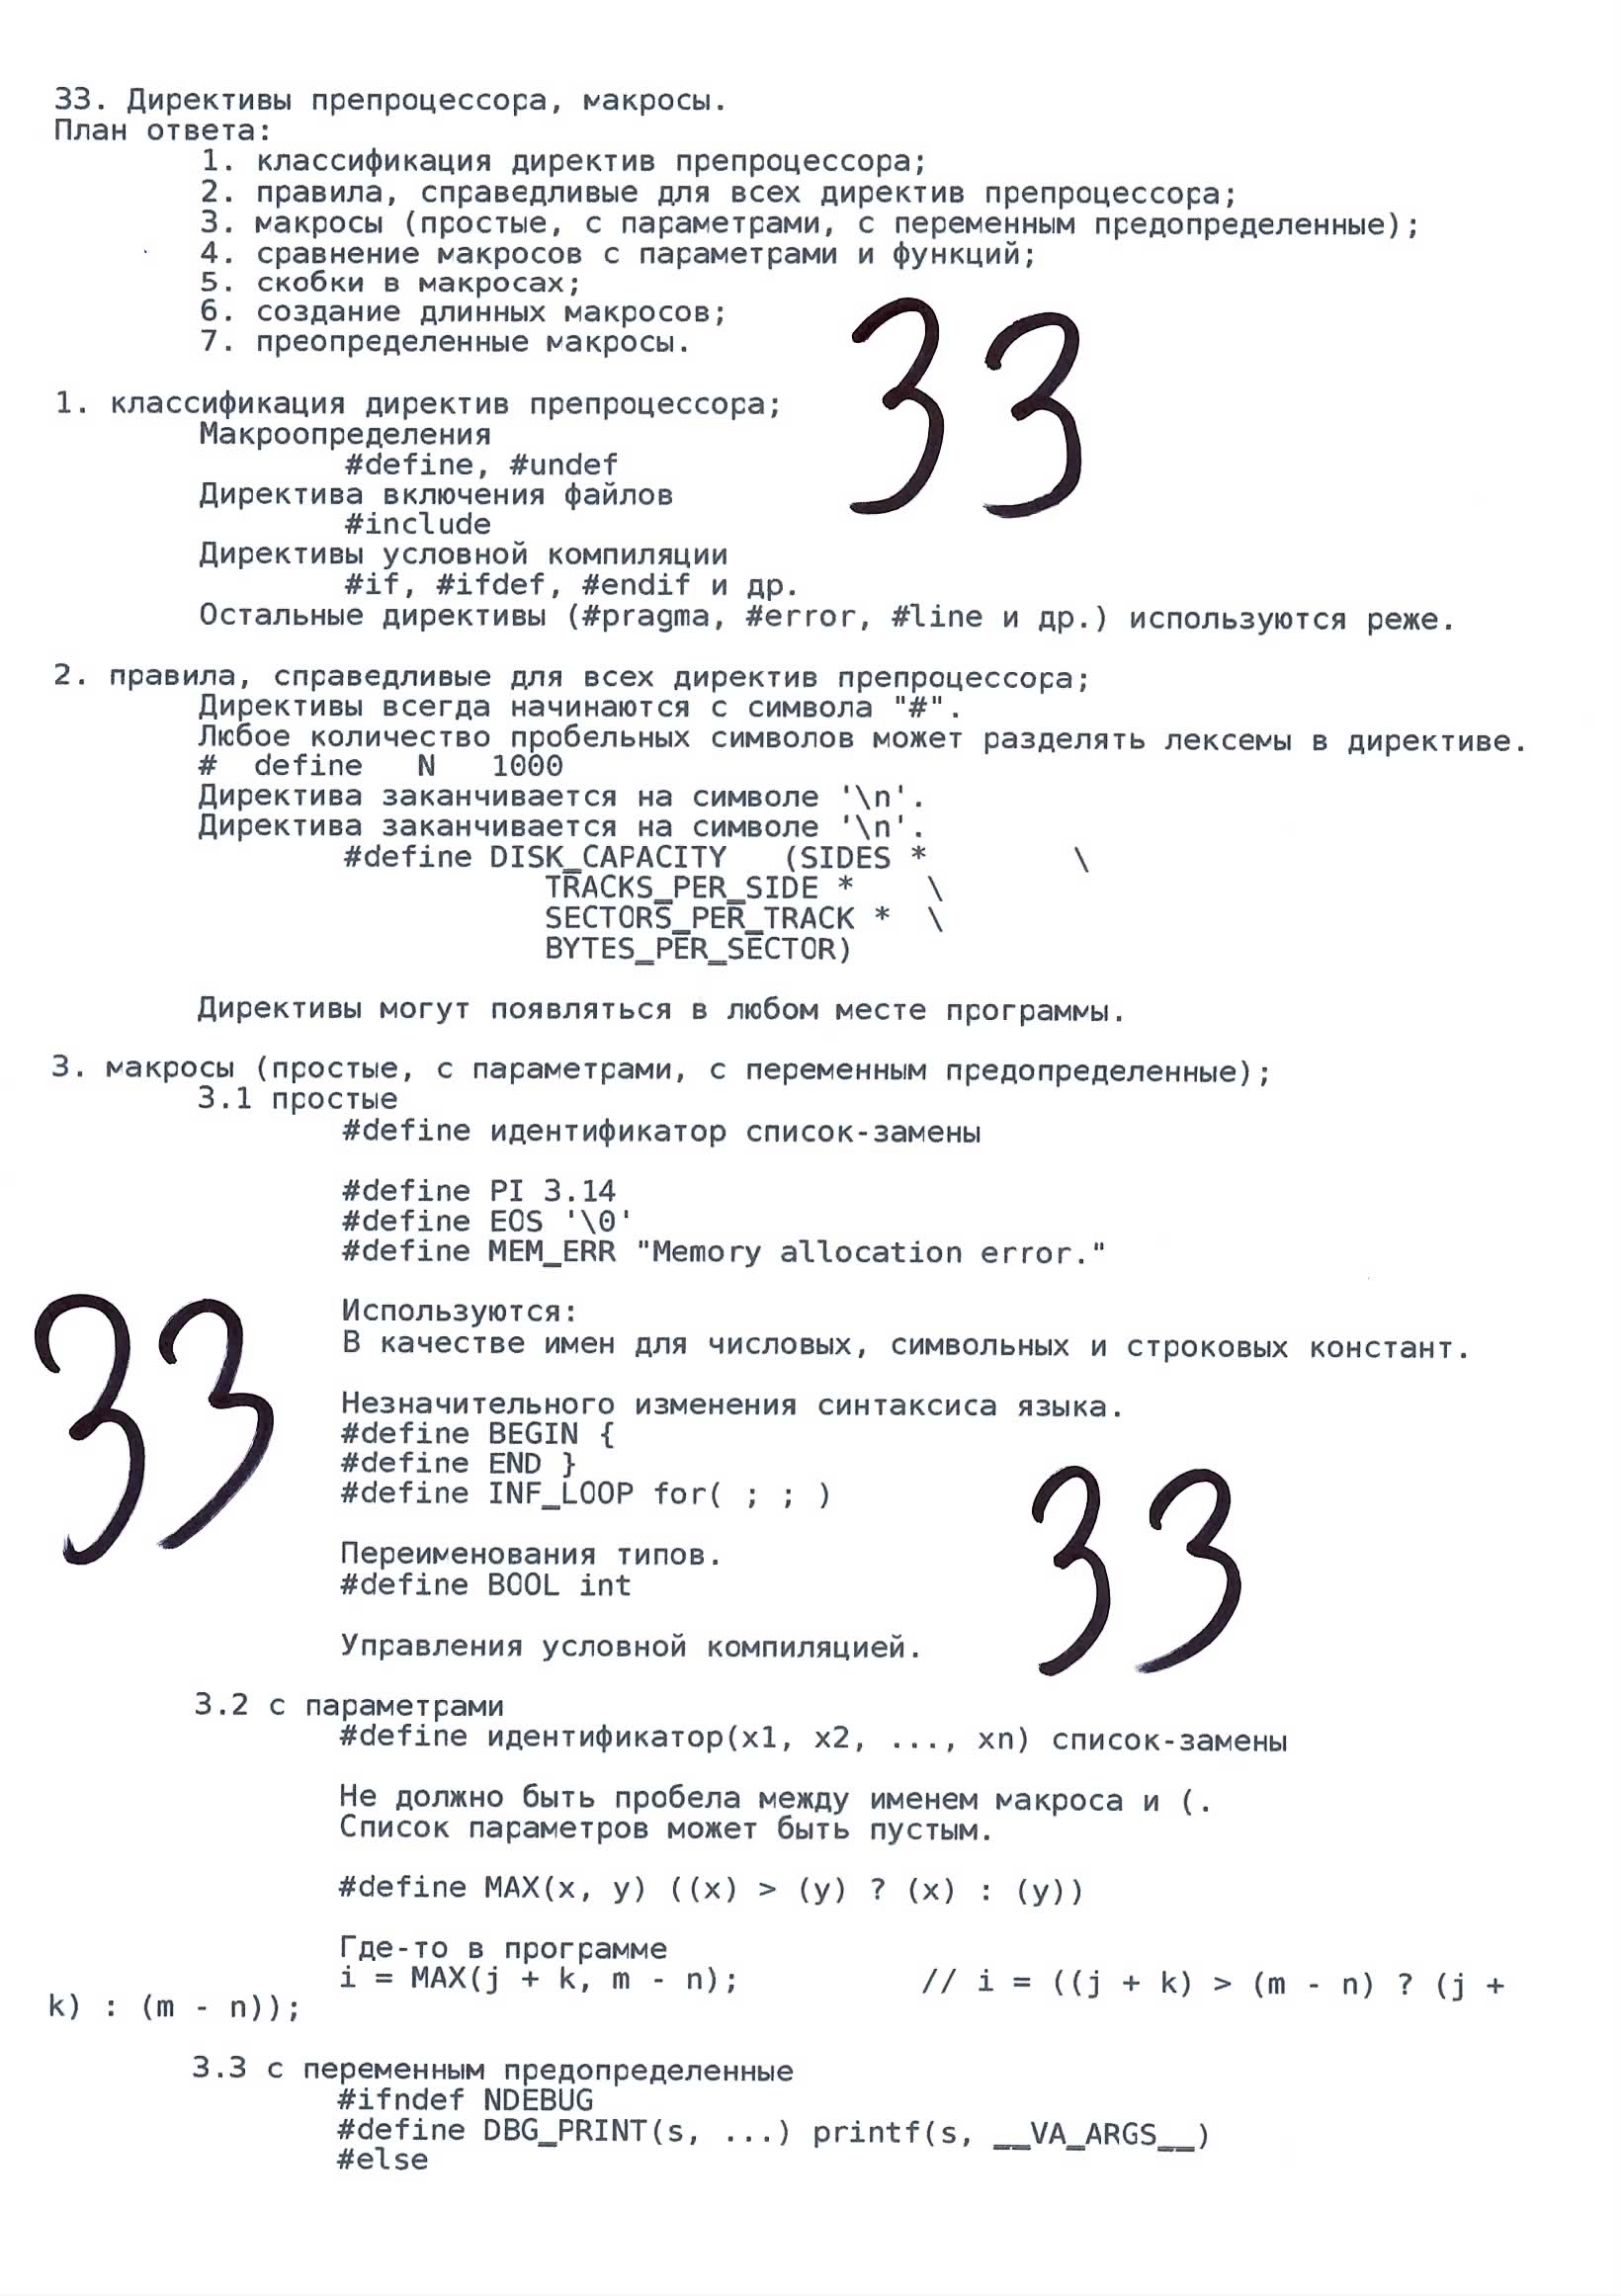 33. Директивы препроцессора, макросы.
План ответа:
1. классификация директив препроцессора;
2. правила, справедливые для всех директив препроцессора;
3. макросы (простые, с параметрами, с переменным предопределенные);
4. сравнение макросов с параметрами и функций;
5. скобки в макросах;
6. создание длинных макросов;
7. преопределенные макросы.
33
1. классификация директив препроцессора;
Макроопределения
#define, #undef
Директива включения файлов
#include
Директивы условной компиляции
#if, #ifdef, #endif и др.
Остальные директивы (#pragma, #error, #line и др.) используются реже.
2. правила, справедливые для всех директив препроцессора;
Директивы всегда начинаются с символа "#".
Любое количество пробельных символов может разделять лексемы в директиве.
#  define   N   1000
Директива заканчивается на символе '\n'.
Директива заканчивается на символе '\n'.
#define DISK_CAPACITY   (SIDES *        \
TRACKS_PER_SIDE *    \
SECTORS_PER_TRACK *  \
BYTES_PER_SECTOR)
Директивы могут появляться в любом месте программы.
3. макросы (простые, с параметрами, с переменным предопределенные);
3.1 простые
#define идентификатор список-замены
#define PI 3.14
#define EOS '\0'
#define MEM_ERR "Memory allocation error."
33
Используются:
В качестве имен для числовых, символьных и строковых констант.
Незначительного изменения синтаксиса языка.
#define BEGIN {
#define END }
#define INF_LOOP for( ; ; )
33
Переименования типов.
#define BOOL int
Управления условной компиляцией.
3.2 с параметрами
#define идентификатор(x1, x2, ..., xn) список-замены
Не должно быть пробела между именем макроса и (.
Список параметров может быть пустым.
#define MAX(x, y) ((x) > (y) ? (x) : (y))
Где-то в программе
i = MAX(j + k, m - n);          // i = ((j + k) > (m - n) ? (j +
k) : (m - n));
3.3 с переменным предопределенные
#ifndef NDEBUG
#define DBG_PRINT(s, ...) printf(s, __VA_ARGS__)
#else